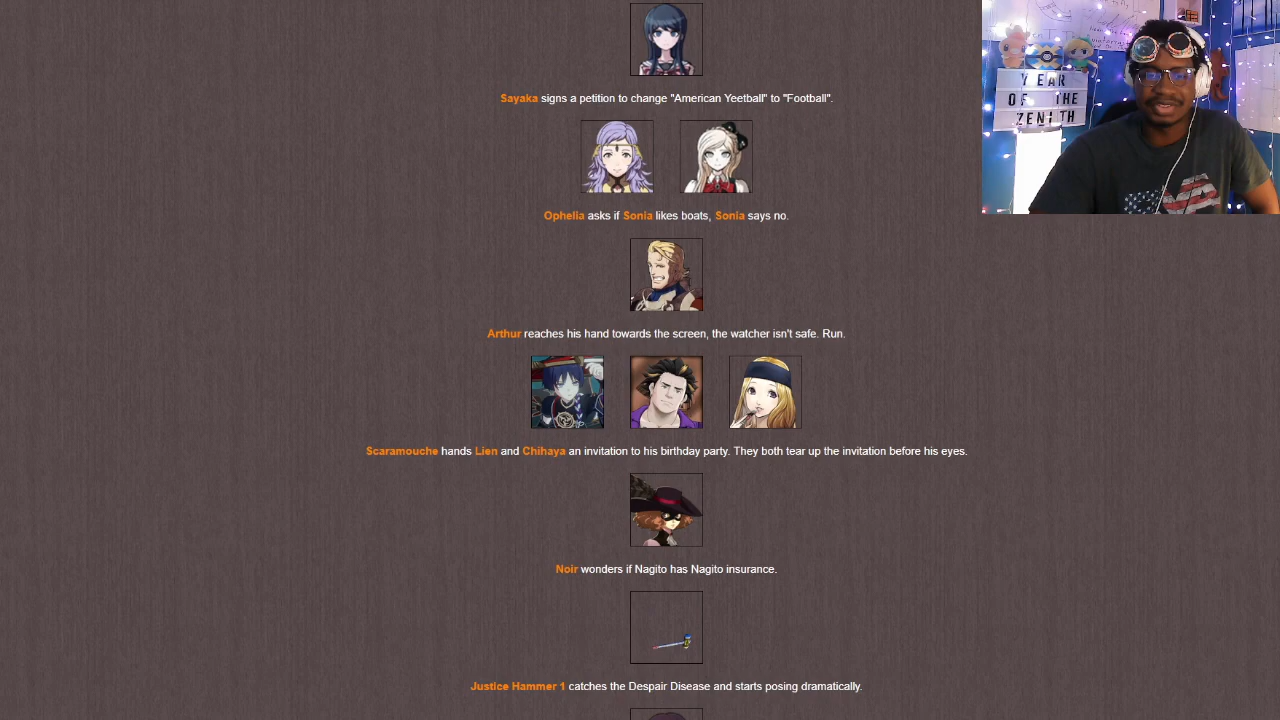 Sayaka signs a petition to change "American Yeetball" to "Football".
Ophelia asks if Sonia likes boats, Sonia says no.
Arthur reaches his hand towards the screen, the watcher isn't safe. Run.
Scaramouche hands Lien and Chihaya an invitation to his birthday party. They both tear up the invitation before his eyes.
Noir wonders if Nagito has Nagito insurance.
Justice Hammer 1 catches the Despair Disease and starts posing dramatically.
YEAR
OF THE
ZENITH